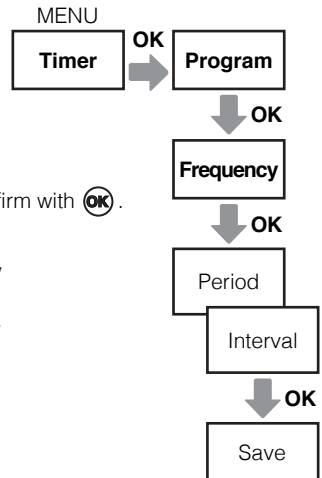 MENU
Timer
OK
Program
OK
Frequency
firm with OK .
OK
Period
Interval
OK
Save